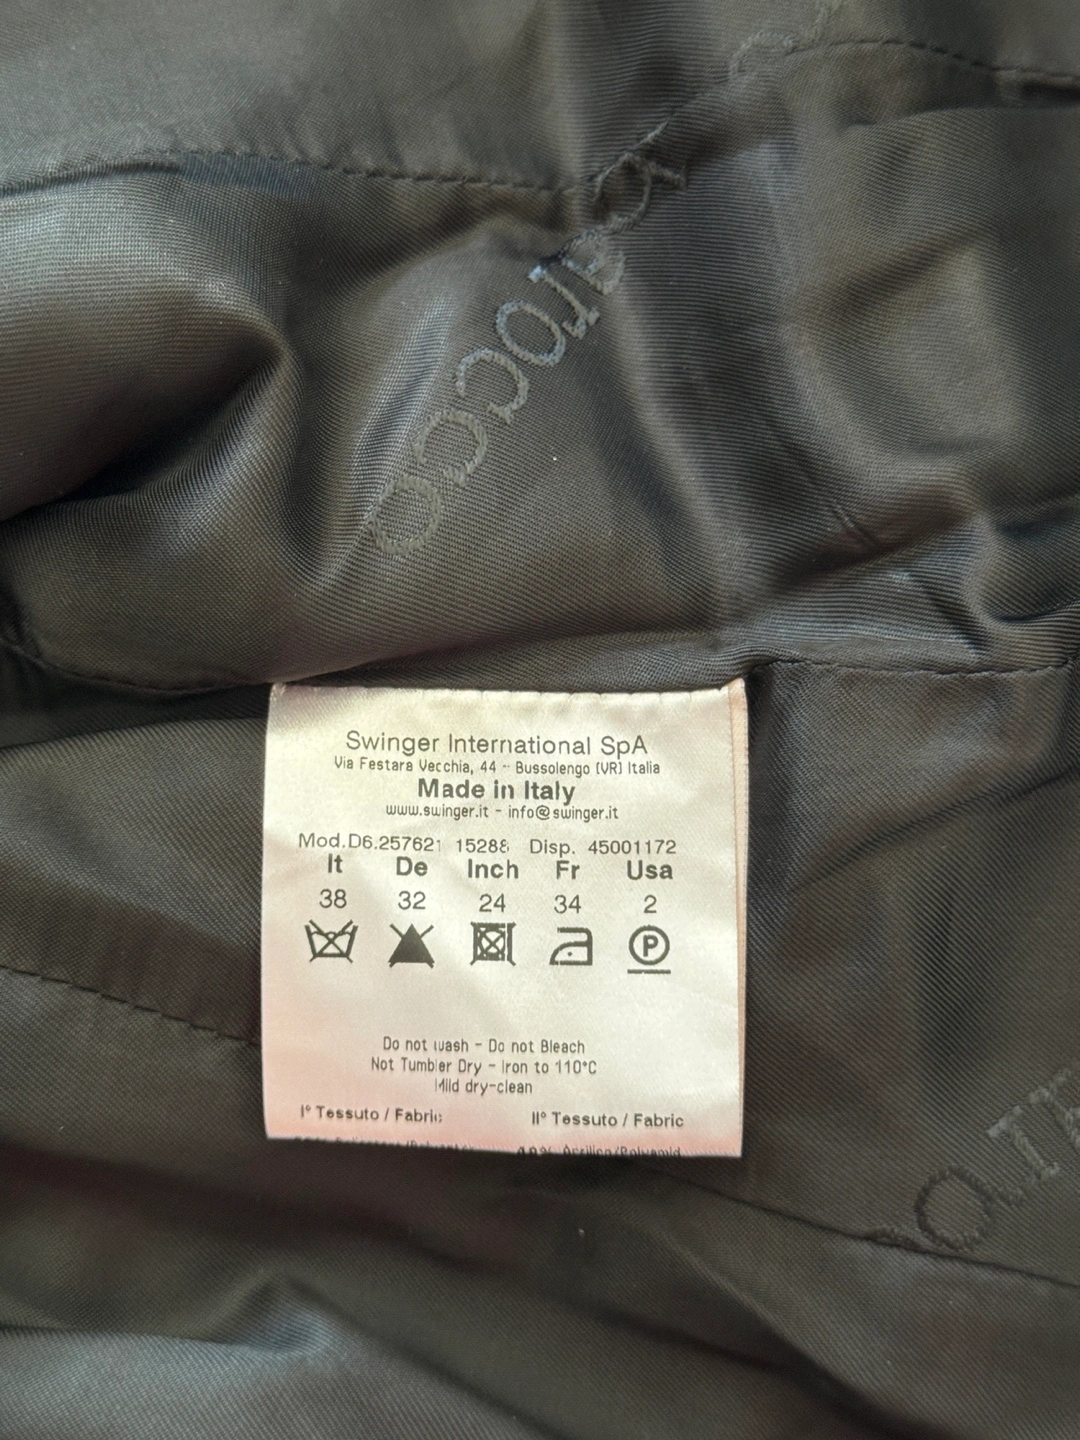 barocco
Swinger International SpA
Via Festara Vecchia, 44 - Bussolengo (VR) Italia
Made in Italy
www.swinger.it - info@swinger.it
Mod.D6.257621 15288 Disp. 45001172
It De Inch Fr Usa
38 32 24 34 2
P
Do not wash - Do not Bleach
Not Tumbler Dry - Iron to 110°C
Mild dry-clean
I° Tessuto / Fabric II° Tessuto / Fabric